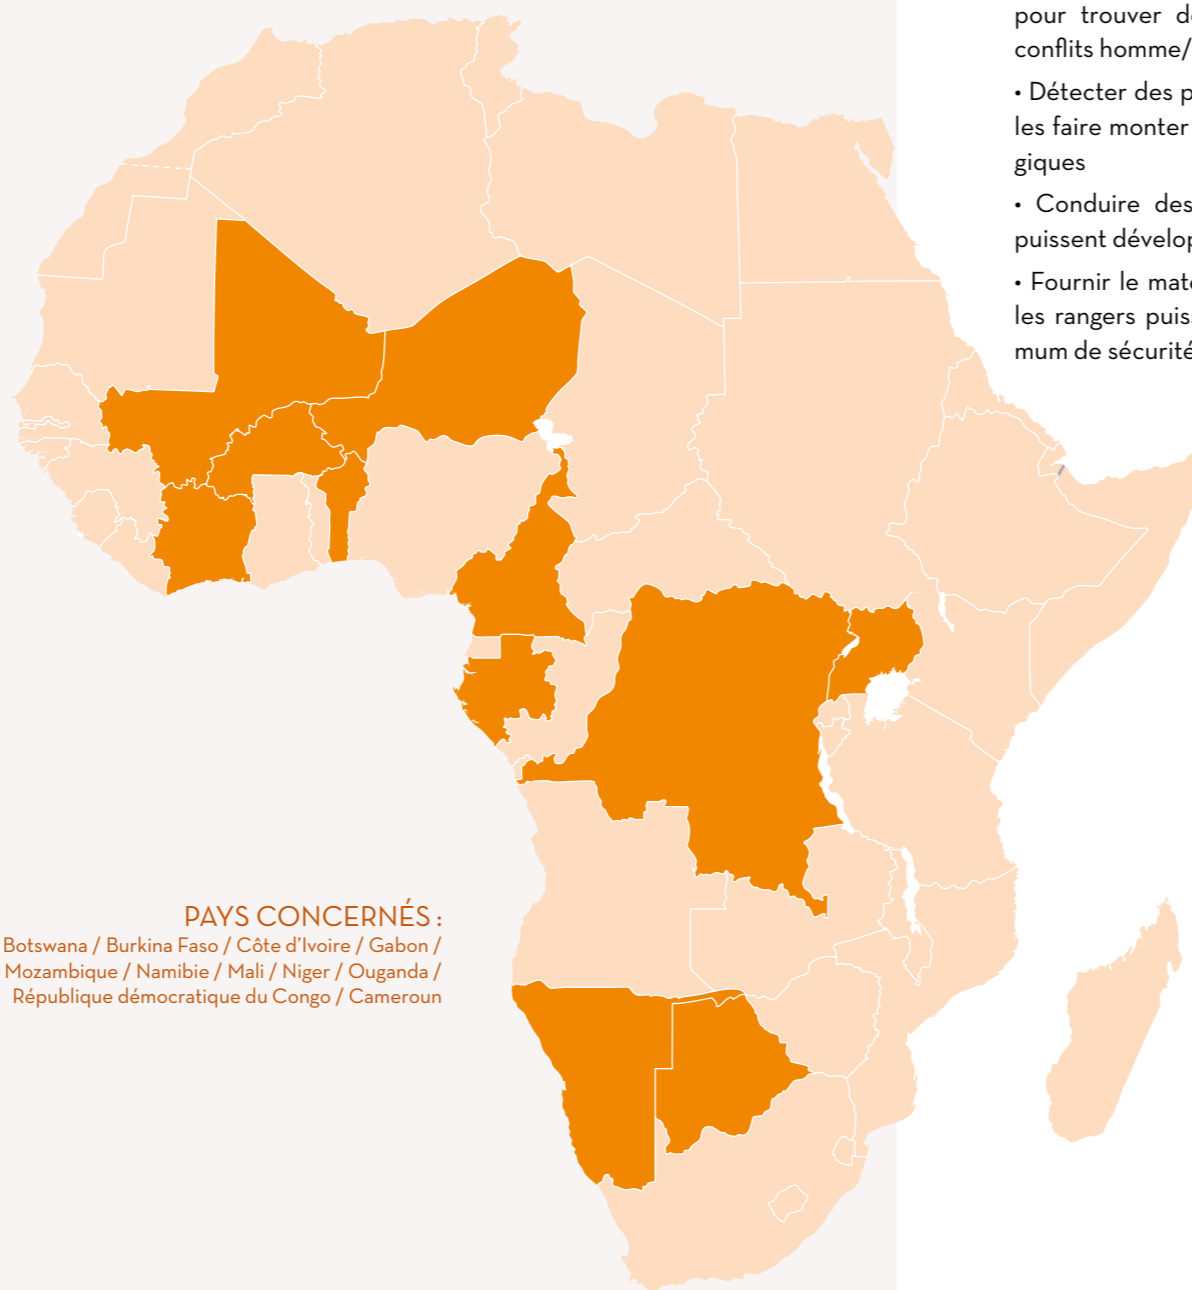 pour trouver d
conflits homme/
• Détecter des p
les faire monter
giques
• Conduire des
puissent dévelop
• Fournir le mat
les rangers puis
mum de sécurité
PAYS CONCERNÉS :
Botswana / Burkina Faso / Côte d'Ivoire / Gabon /
Mozambique / Namibie / Mali / Niger / Ouganda /
République démocratique du Congo / Cameroun